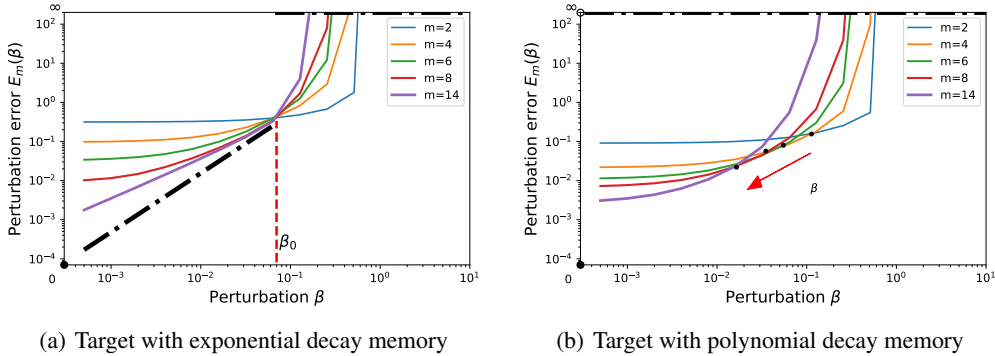 ∞
10²
10¹
10⁰
10⁻¹
10⁻²
10⁻³
10⁻⁴
0
10⁻³
10⁻²
10⁻¹
10⁰
10¹
Perturbation error Eₘ(β)
Perturbation β
β₀
m=2
m=4
m=6
m=8
m=14
(a) Target with exponential decay memory
∞
10²
10¹
10⁰
10⁻¹
10⁻²
10⁻³
10⁻⁴
0
10⁻³
10⁻²
10⁻¹
10⁰
10¹
Perturbation error Eₘ(β)
Perturbation β
β
m=2
m=4
m=6
m=8
m=14
(b) Target with polynomial decay memory